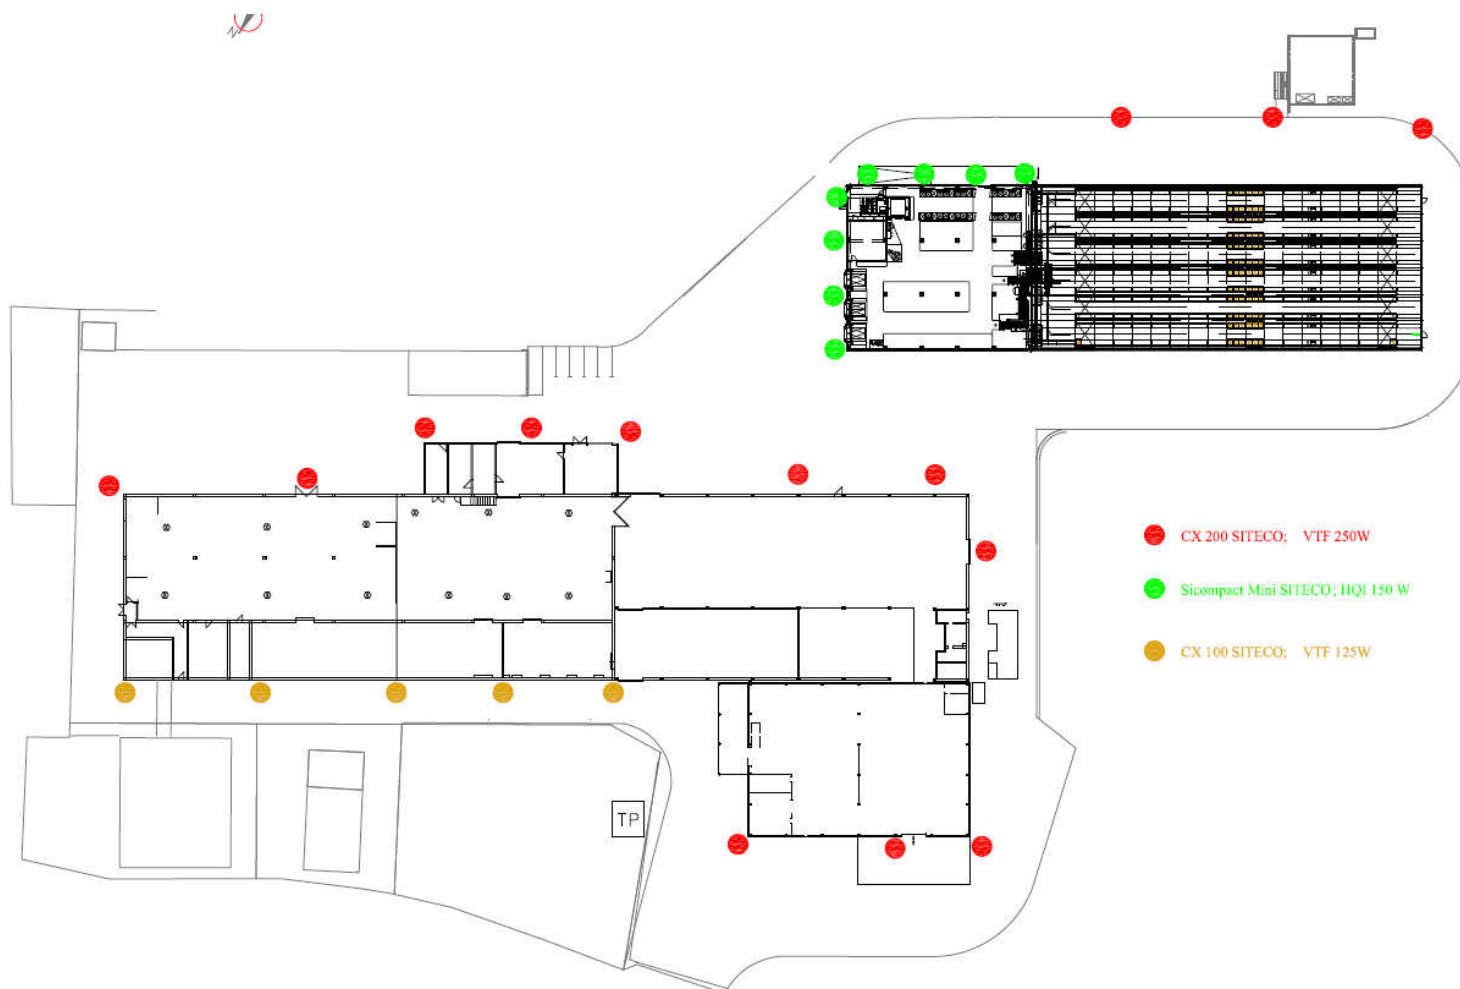 N
CX 200 SITECO; VTF 250W
Sicompact Mini SITECO; HQI 150 W
CX 100 SITECO; VTF 125W
TP